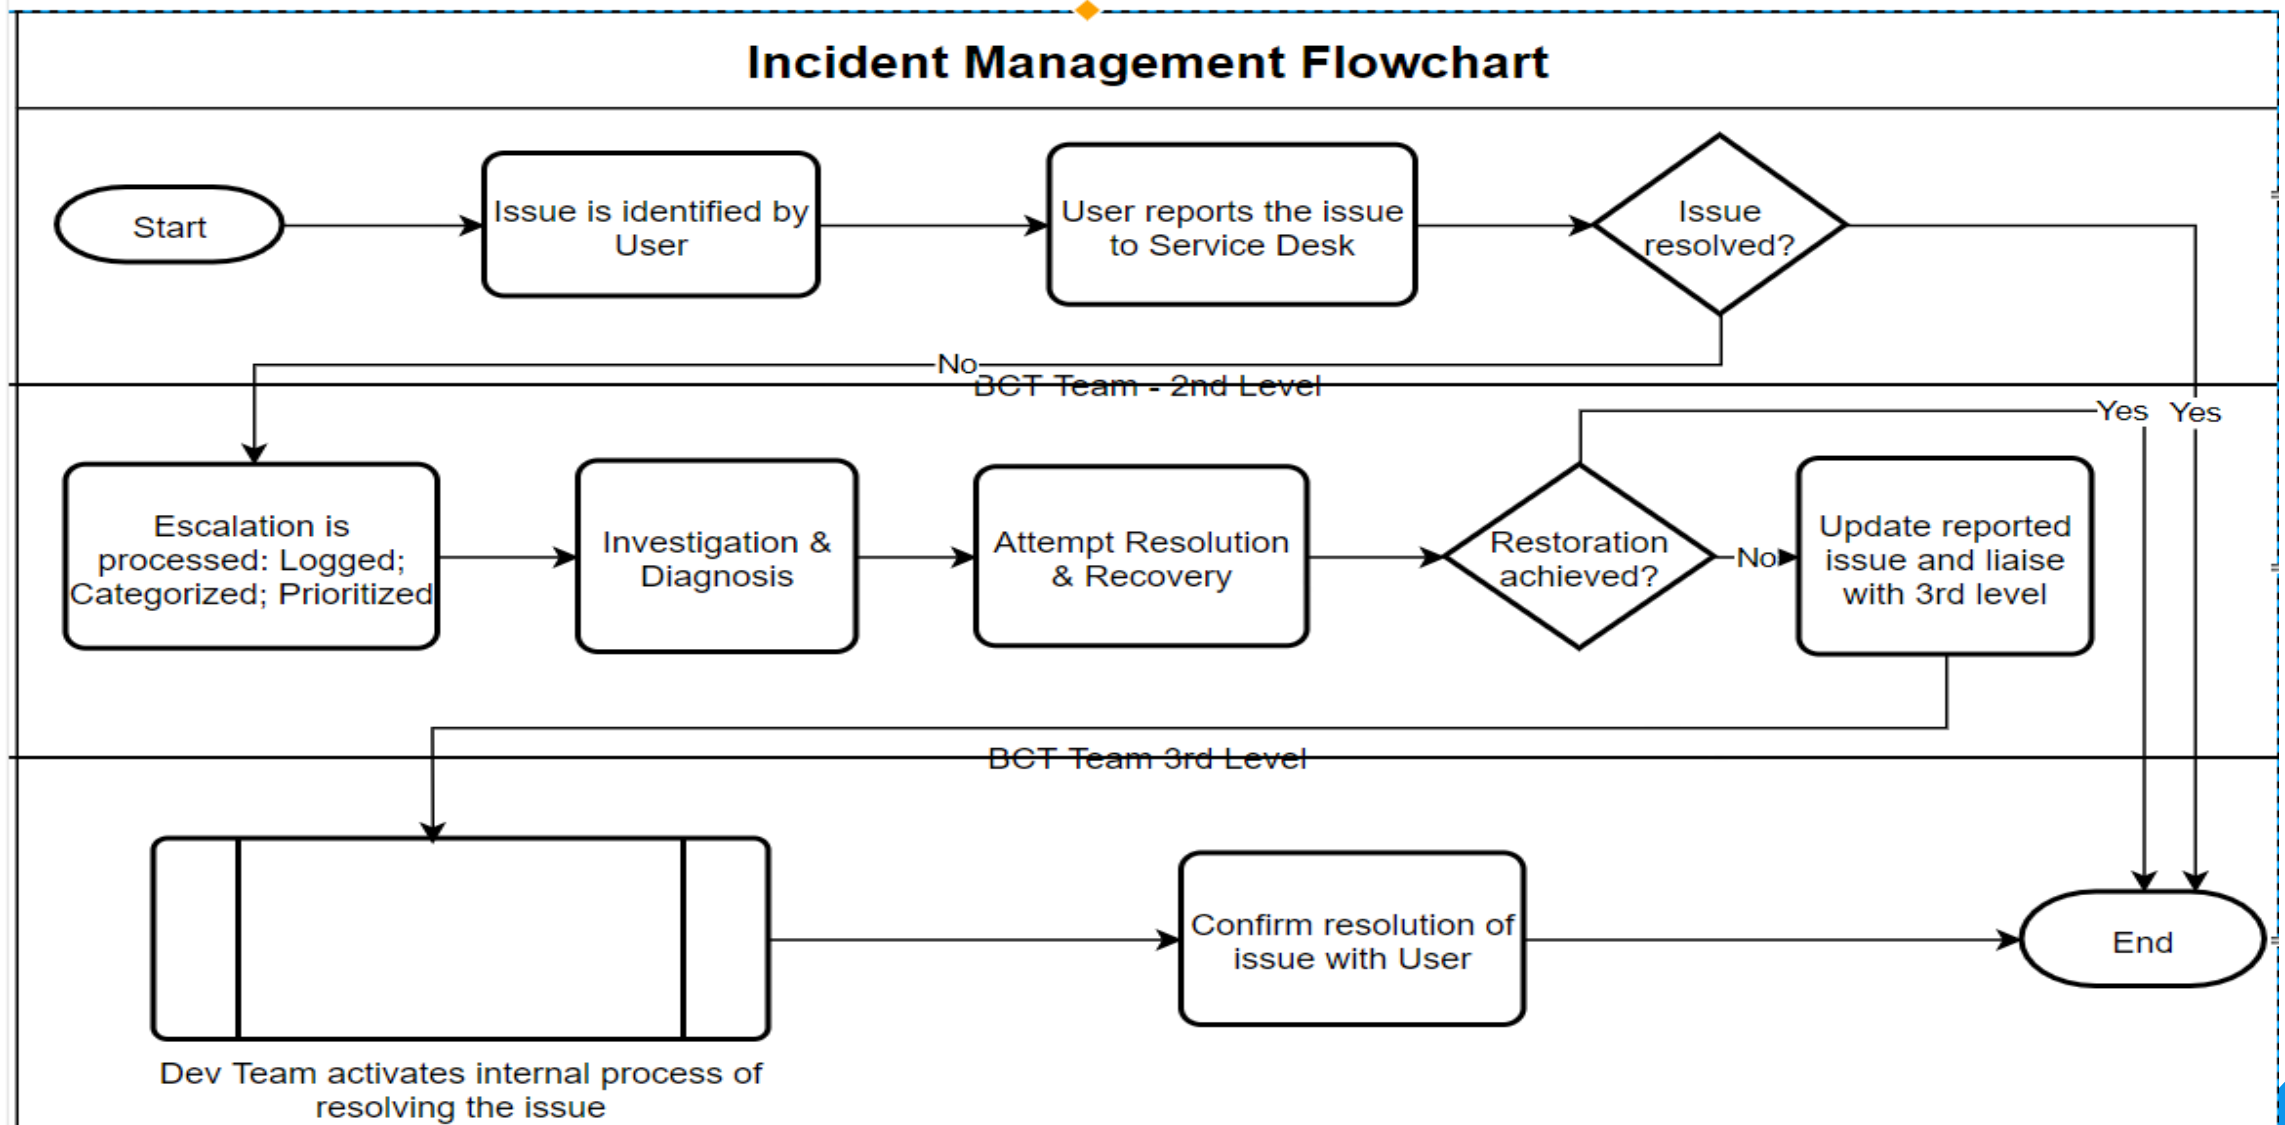 Incident Management Flowchart
Start
Issue is identified by
User
User reports the issue
to Service Desk
Issue
resolved?
No
BCT Team - 2nd Level
Yes
Yes
Escalation is
processed: Logged;
Categorized; Prioritized
Investigation &
Diagnosis
Attempt Resolution
& Recovery
Restoration
achieved?
No
Update reported
issue and liaise
with 3rd level
BCT Team 3rd Level
Confirm resolution of
issue with User
End
Dev Team activates internal process of
resolving the issue